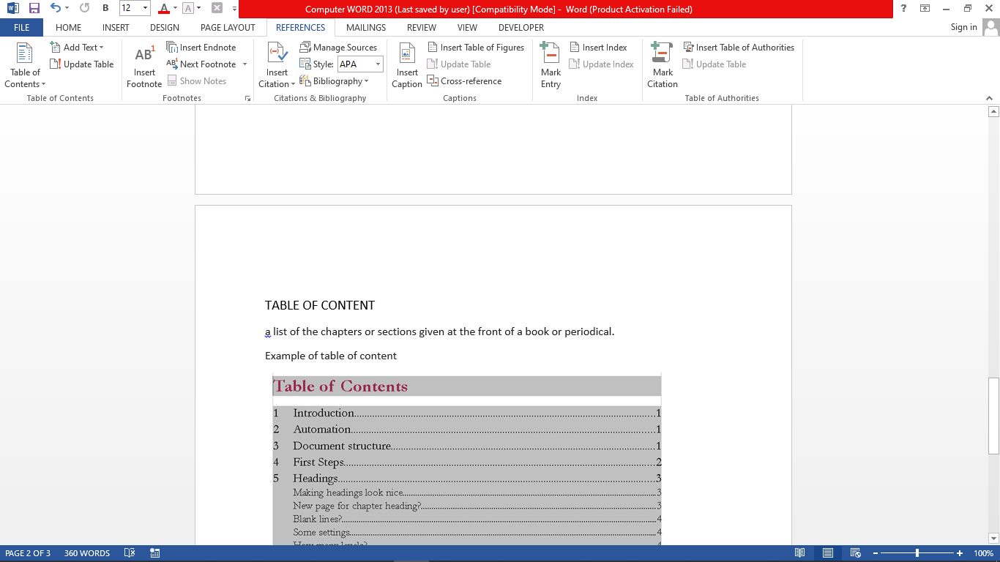 12 Computer WORD 2013 (Last saved by user) [Compatibility Mode] - Word (Product Activation Failed)
FILE HOME INSERT DESIGN PAGE LAYOUT REFERENCES MAILINGS REVIEW VIEW DEVELOPER Sign in
Table of Contents
Add Text
Update Table
Table of Contents
AB1
Insert Footnote
Insert Endnote
Next Footnote
Show Notes
Footnotes
Insert Citation
Manage Sources
Style: APA
Bibliography
Citations & Bibliography
Insert Caption
Insert Table of Figures
Update Table
Cross-reference
Captions
Mark Entry
Insert Index
Update Index
Index
Mark Citation
Insert Table of Authorities
Update Table
Table of Authorities
TABLE OF CONTENT
a list of the chapters or sections given at the front of a book or periodical.
Example of table of content
Table of Contents
1 Introduction.....1
2 Automation.....1
3 Document structure.....1
4 First Steps.....2
5 Headings.....3
Making headings look nice.....3
New page for chapter heading?.....3
Blank lines?.....4
Some settings.....4
How many levels?.....4
PAGE 2 OF 3 360 WORDS 100%